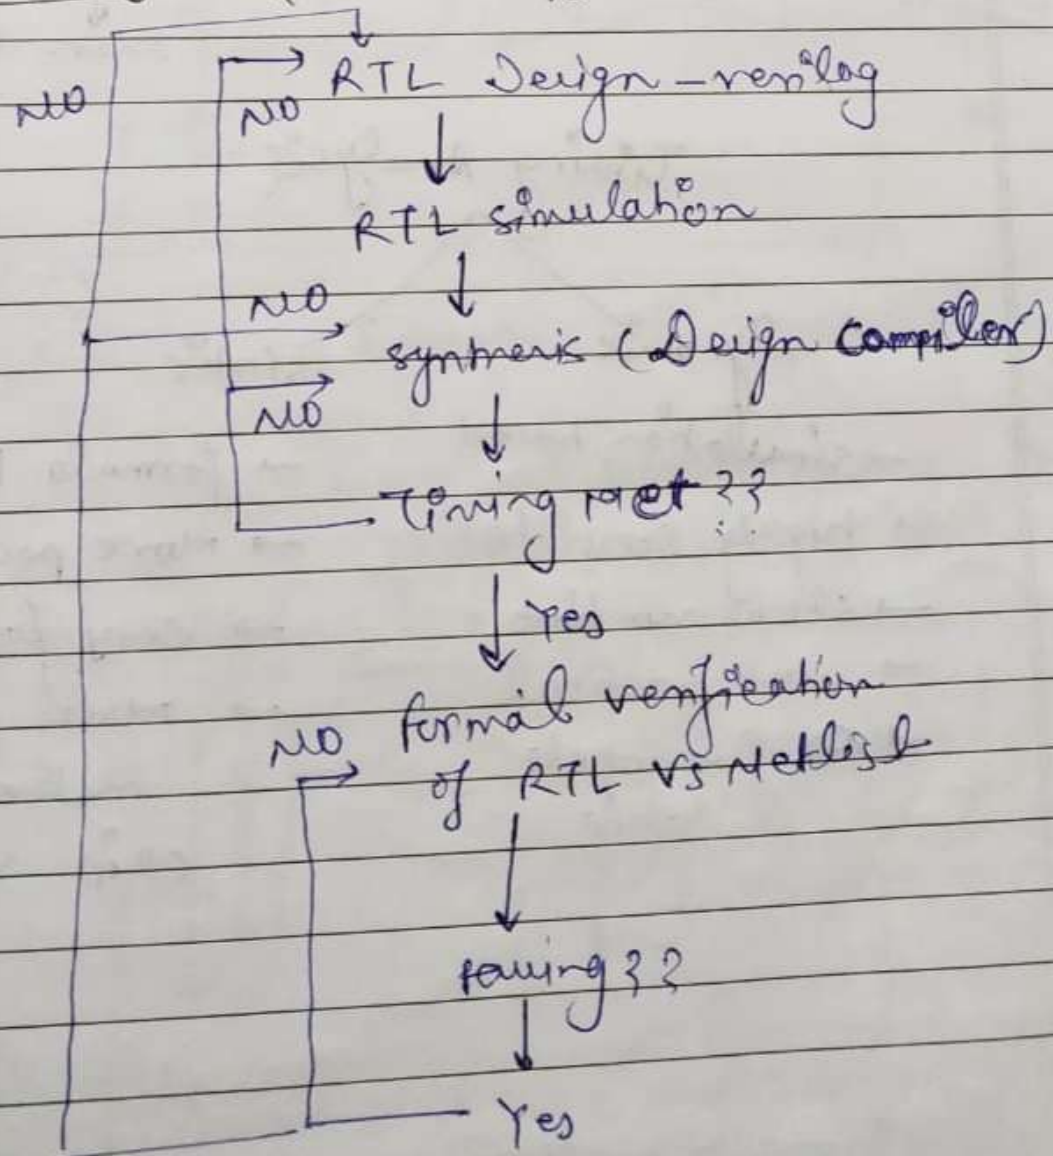 NO
NO RTL Design - verilog
RTL simulation
NO
synthesis (Design Compiler)
NO
Timing met ??
Yes
NO formal verification
of RTL vs Netlist
??
Yes